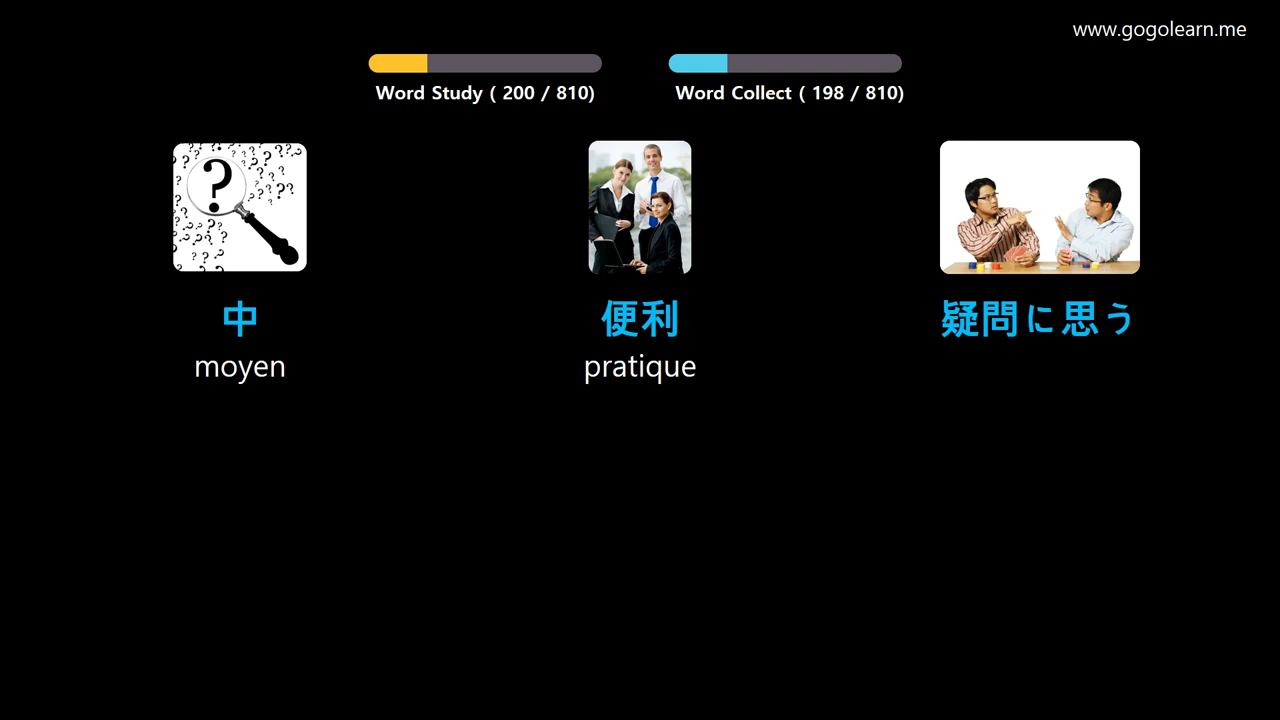 www.gogolearn.me
Word Study ( 200 / 810)
Word Collect ( 198 / 810)
中
moyen
便利
pratique
疑問に思う